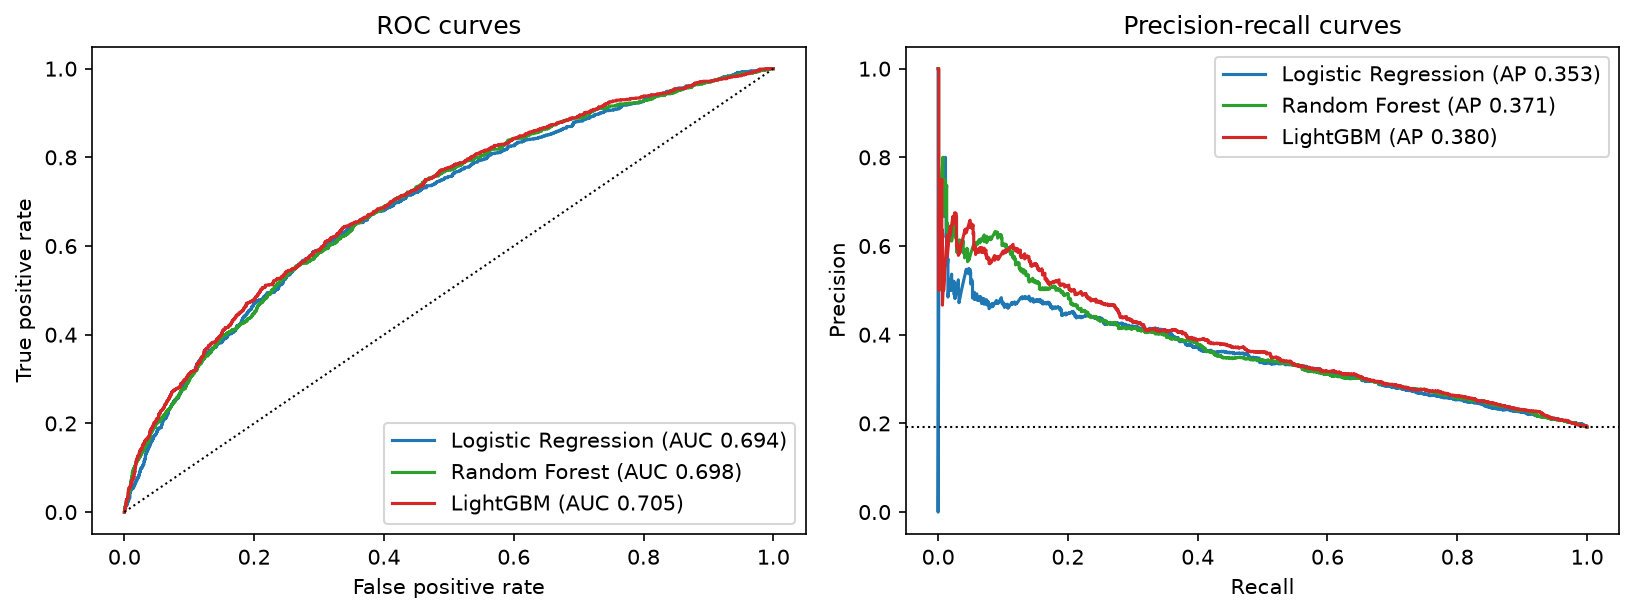 ROC curves
1.0
0.8
0.6
0.4
0.2
0.0
True positive rate
Logistic Regression (AUC 0.694)
Random Forest (AUC 0.698)
LightGBM (AUC 0.705)
0.0 0.2 0.4 0.6 0.8 1.0
False positive rate
Precision-recall curves
1.0
0.8
0.6
0.4
0.2
0.0
Precision
Logistic Regression (AP 0.353)
Random Forest (AP 0.371)
LightGBM (AP 0.380)
0.0 0.2 0.4 0.6 0.8 1.0
Recall